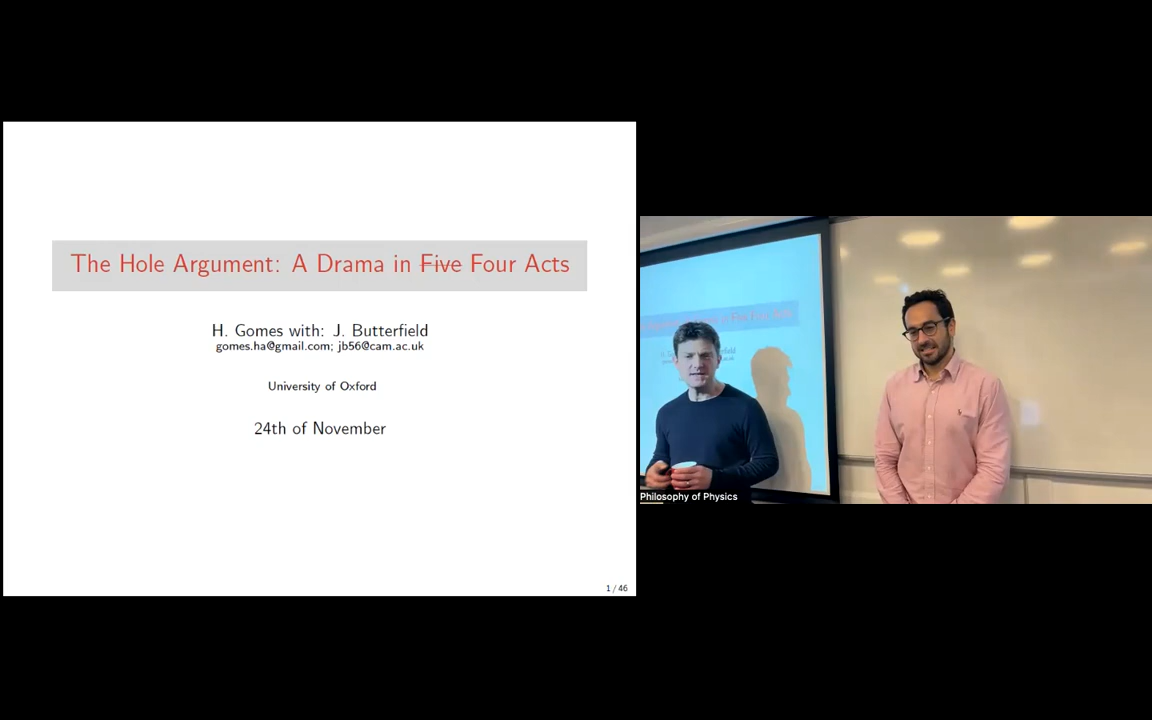 The Hole Argument: A Drama in Five Four Acts
H. Gomes with: J. Butterfield
gomes.ha@gmail.com; jb56@cam.ac.uk
University of Oxford
24th of November
1 / 46
Philosophy of Physics